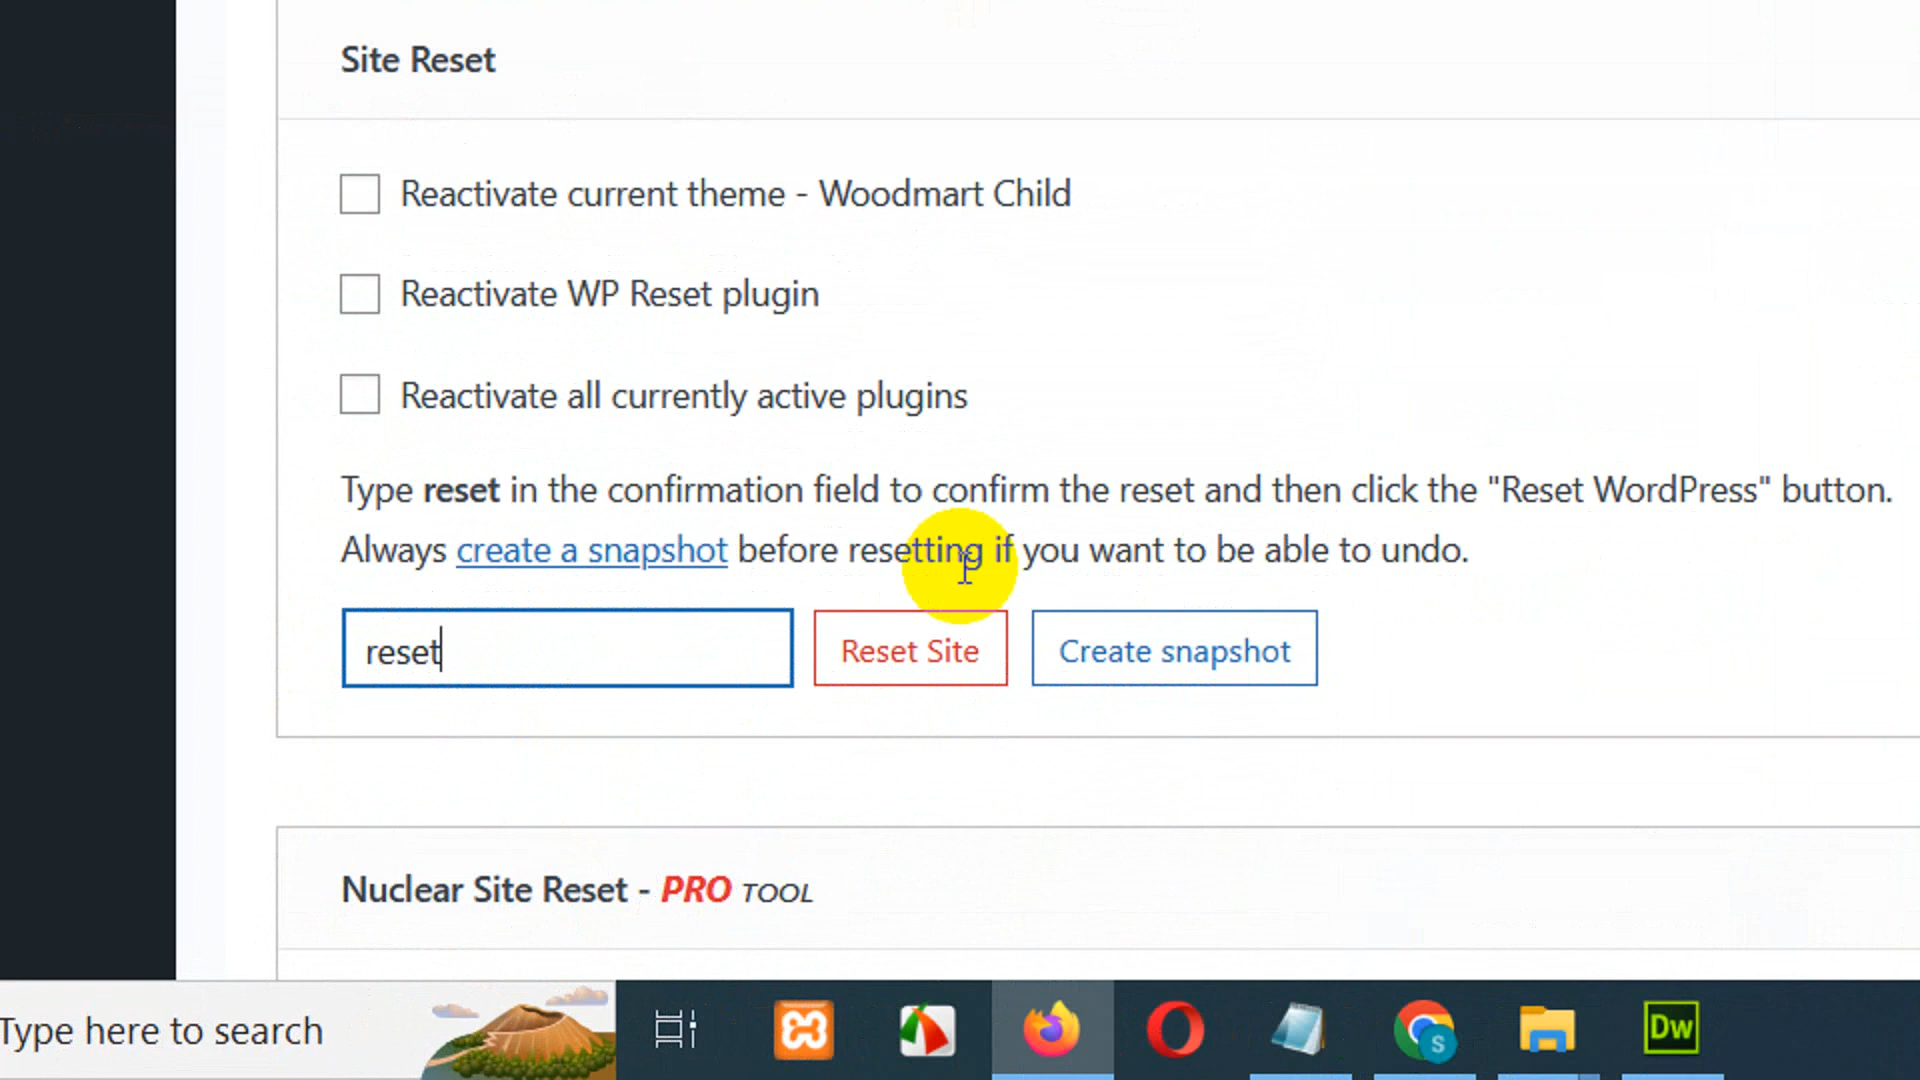 Site Reset
Reactivate current theme - Woodmart Child
Reactivate WP Reset plugin
Reactivate all currently active plugins
Type reset in the confirmation field to confirm the reset and then click the "Reset WordPress" button.
Always create a snapshot before resetting if you want to be able to undo.
reset
Reset Site
Create snapshot
Nuclear Site Reset - PRO TOOL
Type here to search
S
Dw